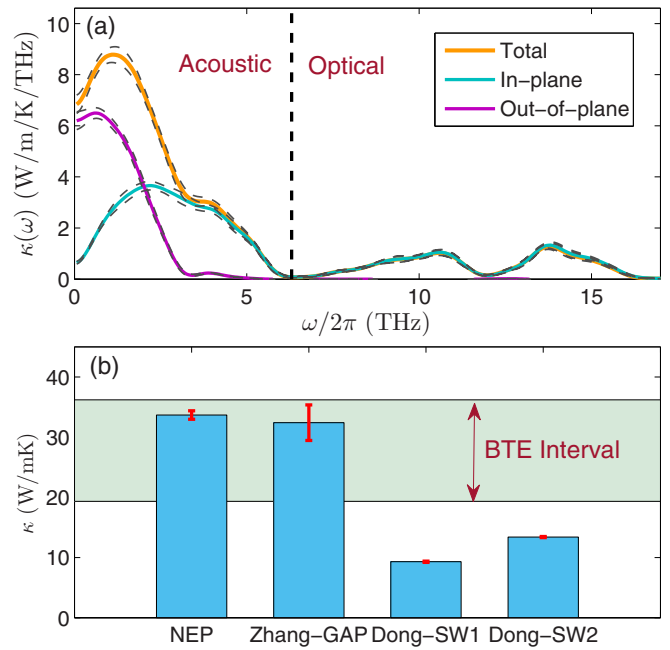 (a)
Acoustic Optical
Total
In-plane
Out-of-plane
κ(ω) (W/m/K/THz)
10
8
6
4
2
0
0 5 10 15
ω/2π (THz)
(b)
BTE Interval
κ (W/mK)
40
30
20
10
0
NEP Zhang-GAP Dong-SW1 Dong-SW2